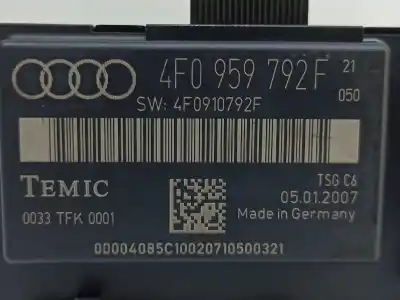 4F0 959 792F 21
050
SW: 4F0910792F
TEMIC
TSG C6
05.01.2007
0033 TFK 0001
Made in Germany
00004085C10020710500321